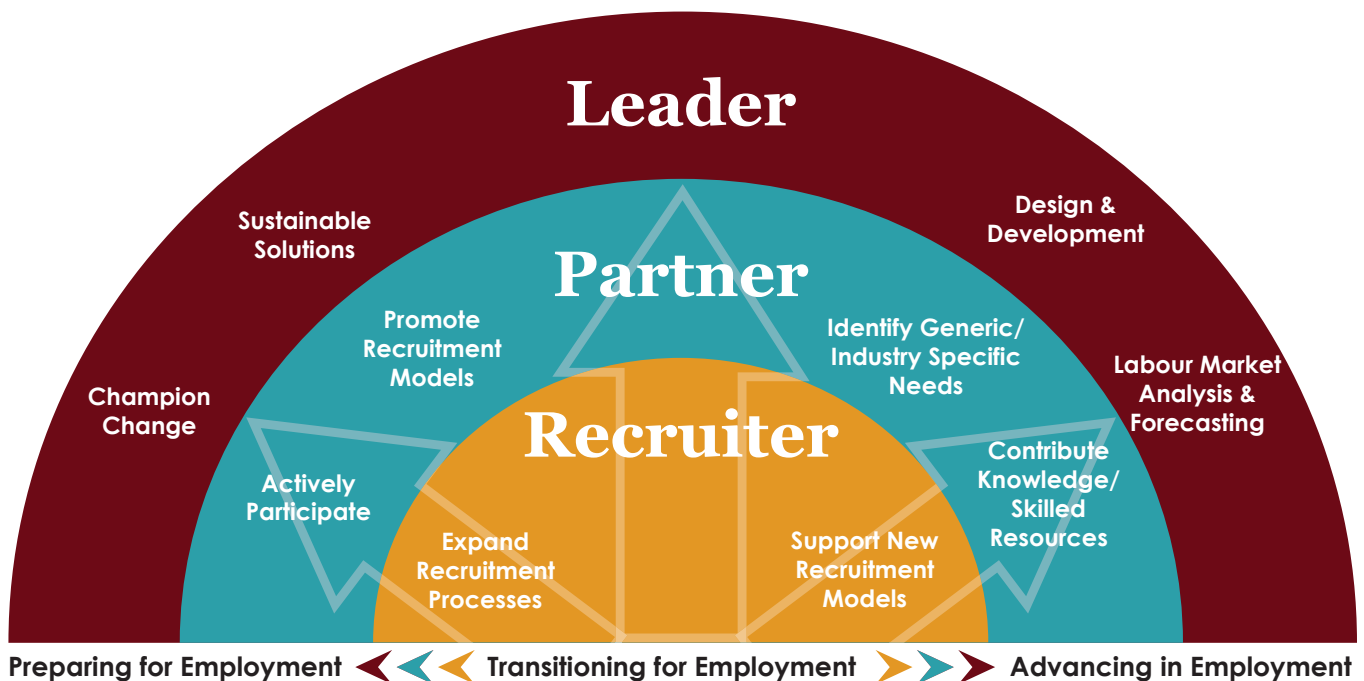 Leader
Sustainable
Solutions
Design &
Development
Champion
Change
Labour Market
Analysis &
Forecasting
Partner
Promote
Recruitment
Models
Identify Generic/
Industry Specific
Needs
Actively
Participate
Contribute
Knowledge/
Skilled
Resources
Recruiter
Expand
Recruitment
Processes
Support New
Recruitment
Models
Preparing for Employment
Transitioning for Employment
Advancing in Employment